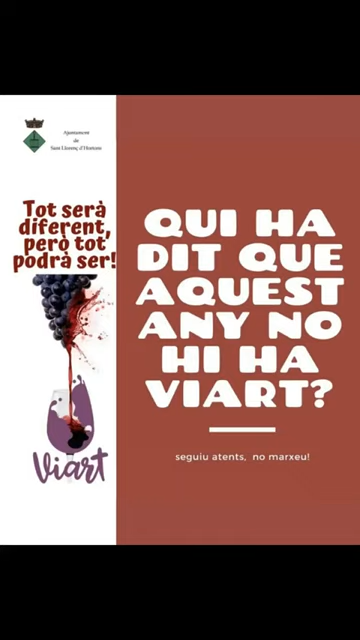 Ajuntament
de
Sant Llorenç d'Hortons
Tot serà
diferent,
però tot
podrà ser!
Viart
QUI HA
DIT QUE
AQUEST
ANY NO
HI HA
VIART?
seguiu atents, no marxeu!